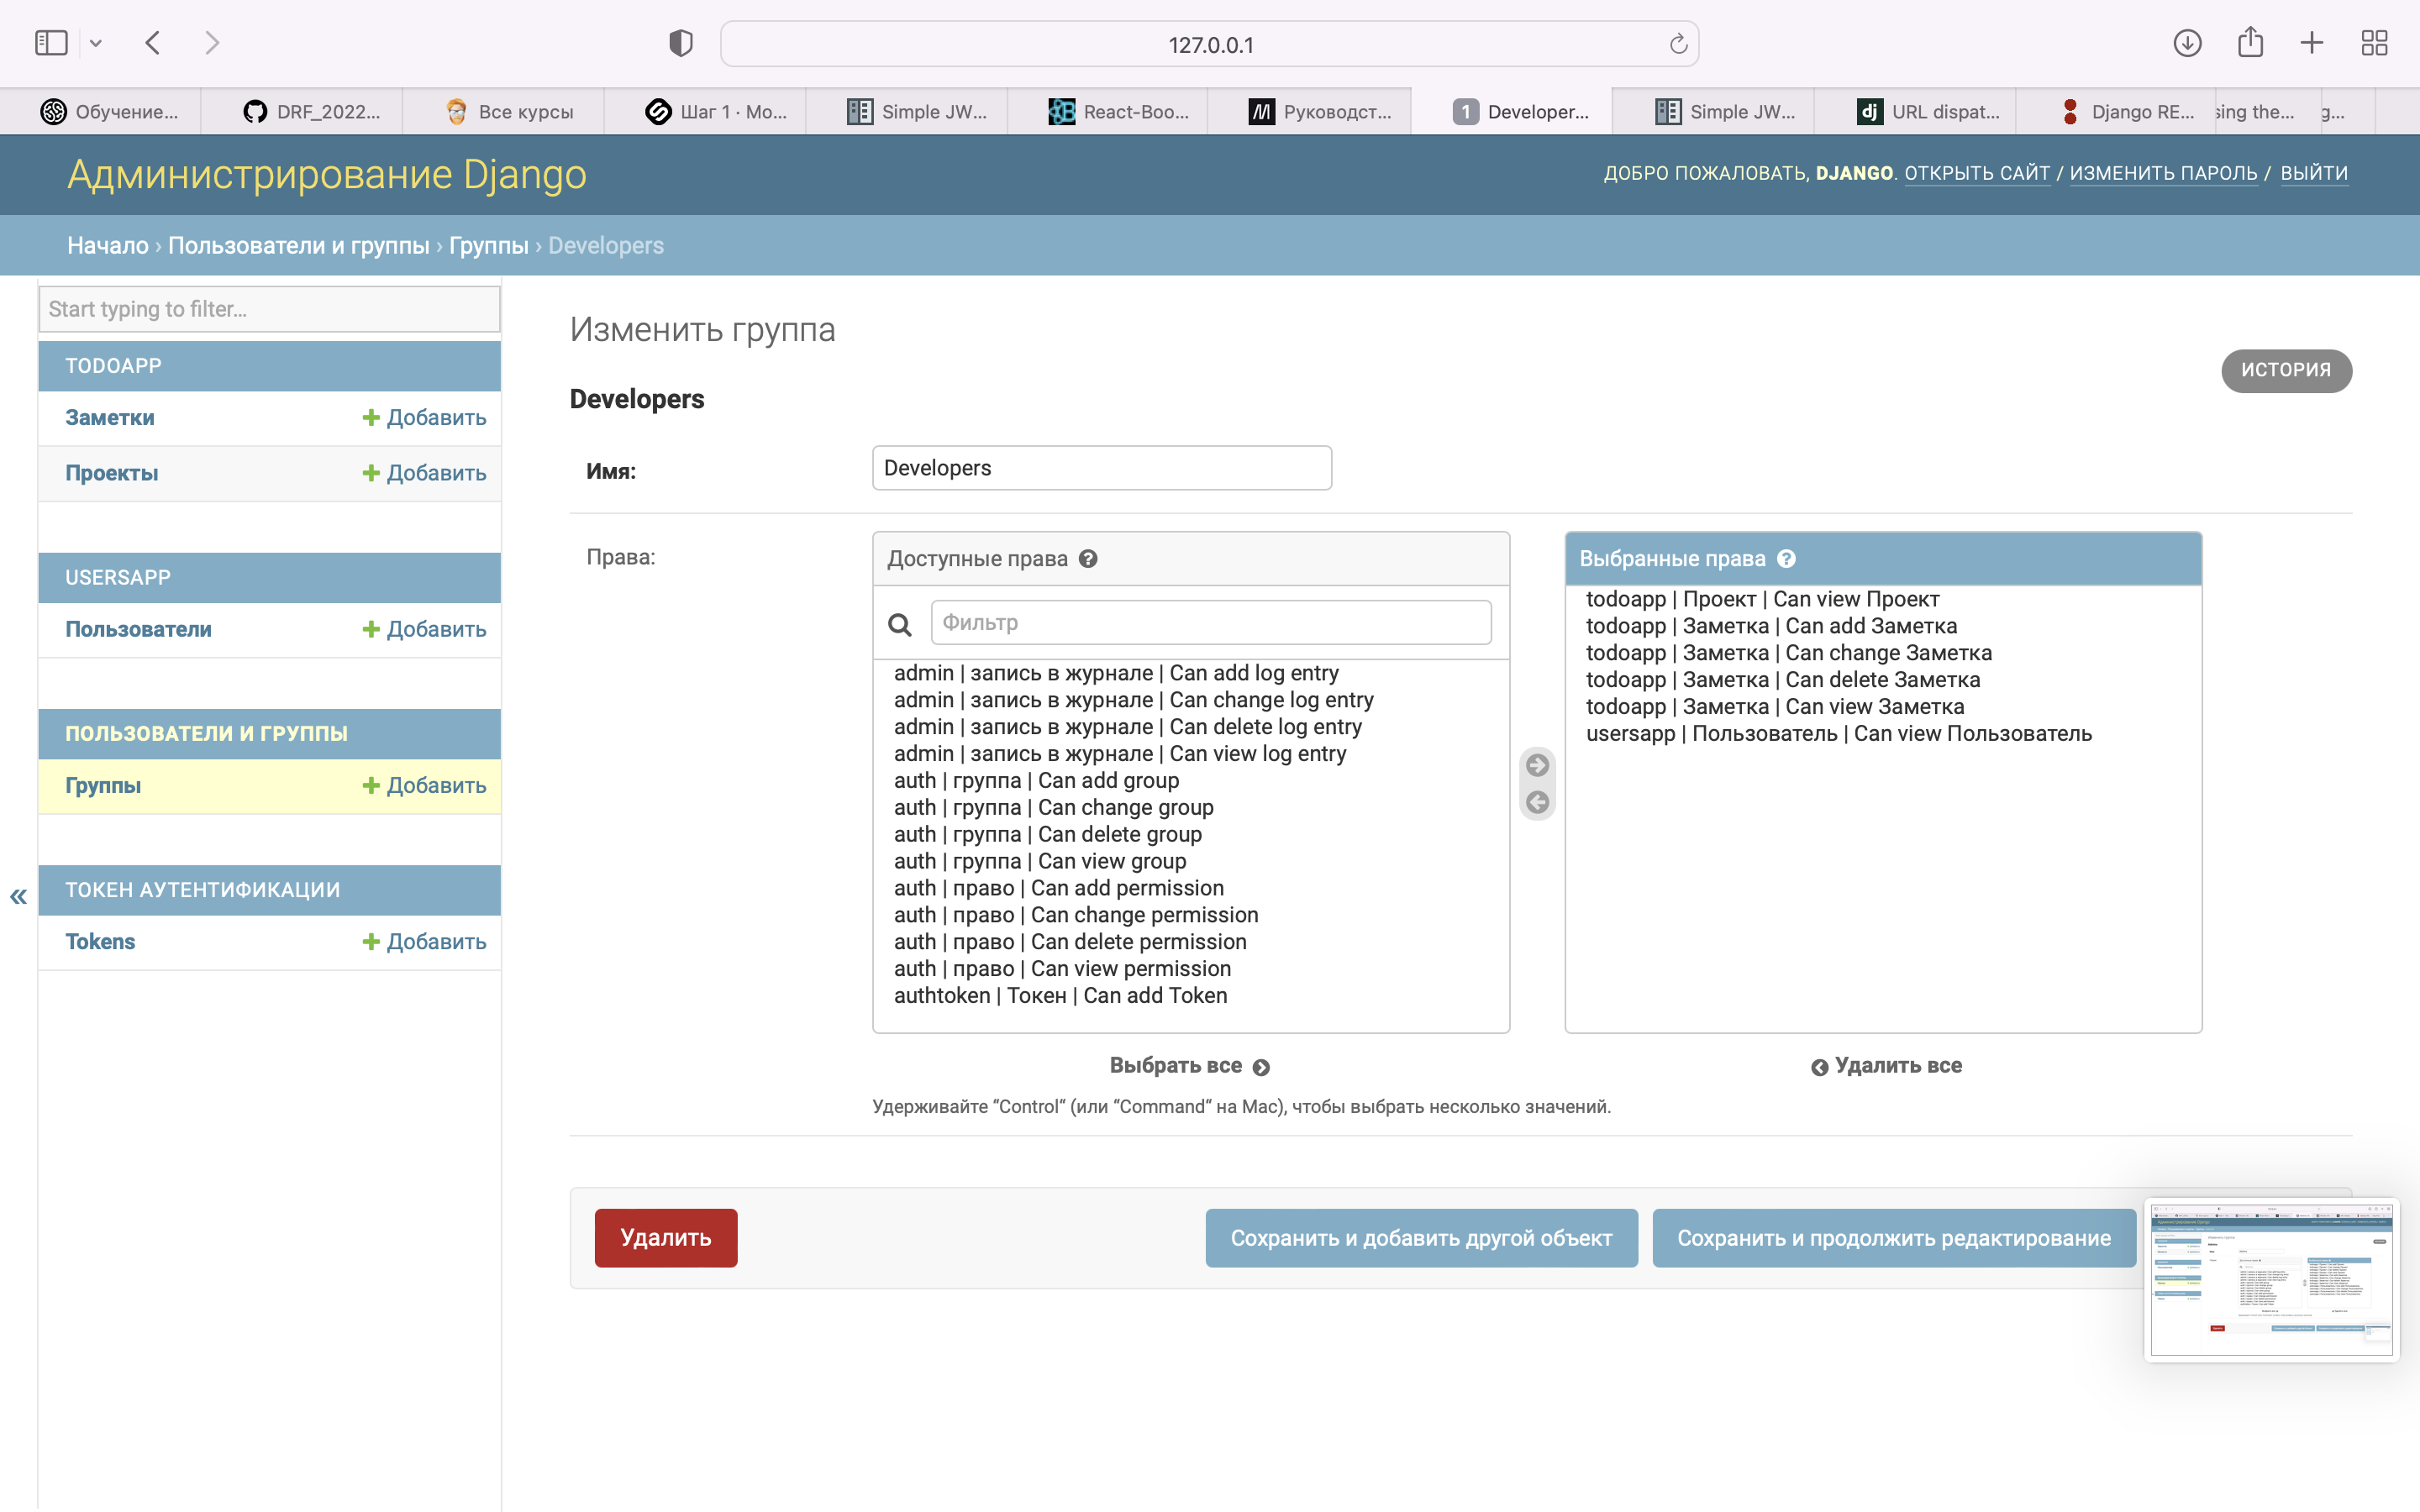 127.0.0.1
Обучение...
DRF_2022...
Все курсы
Шаг 1 · Mo...
Simple JW...
React-Boo...
Руководст...
1 Developer...
Simple JW...
dj URL dispat...
Django RE...
sing the...
g...
Администрирование Django
ДОБРО ПОЖАЛОВАТЬ, DJANGO. ОТКРЫТЬ САЙТ / ИЗМЕНИТЬ ПАРОЛЬ / ВЫЙТИ
Начало › Пользователи и группы › Группы › Developers
Start typing to filter...
TODOAPP
Заметки + Добавить
Проекты + Добавить
USERSAPP
Пользователи + Добавить
ПОЛЬЗОВАТЕЛИ И ГРУППЫ
Группы + Добавить
ТОКЕН АУТЕНТИФИКАЦИИ
Tokens + Добавить
«
Изменить группа
ИСТОРИЯ
Developers
Имя: Developers
Права:
Доступные права ?
Фильтр
admin | запись в журнале | Can add log entry
admin | запись в журнале | Can change log entry
admin | запись в журнале | Can delete log entry
admin | запись в журнале | Can view log entry
auth | группа | Can add group
auth | группа | Can change group
auth | группа | Can delete group
auth | группа | Can view group
auth | право | Can add permission
auth | право | Can change permission
auth | право | Can delete permission
auth | право | Can view permission
authtoken | Токен | Can add Token
Выбрать все
Выбранные права ?
todoapp | Проект | Can view Проект
todoapp | Заметка | Can add Заметка
todoapp | Заметка | Can change Заметка
todoapp | Заметка | Can delete Заметка
todoapp | Заметка | Can view Заметка
usersapp | Пользователь | Can view Пользователь
Удалить все
Удерживайте “Control“ (или “Command“ на Mac), чтобы выбрать несколько значений.
Удалить
Сохранить и добавить другой объект
Сохранить и продолжить редактирование